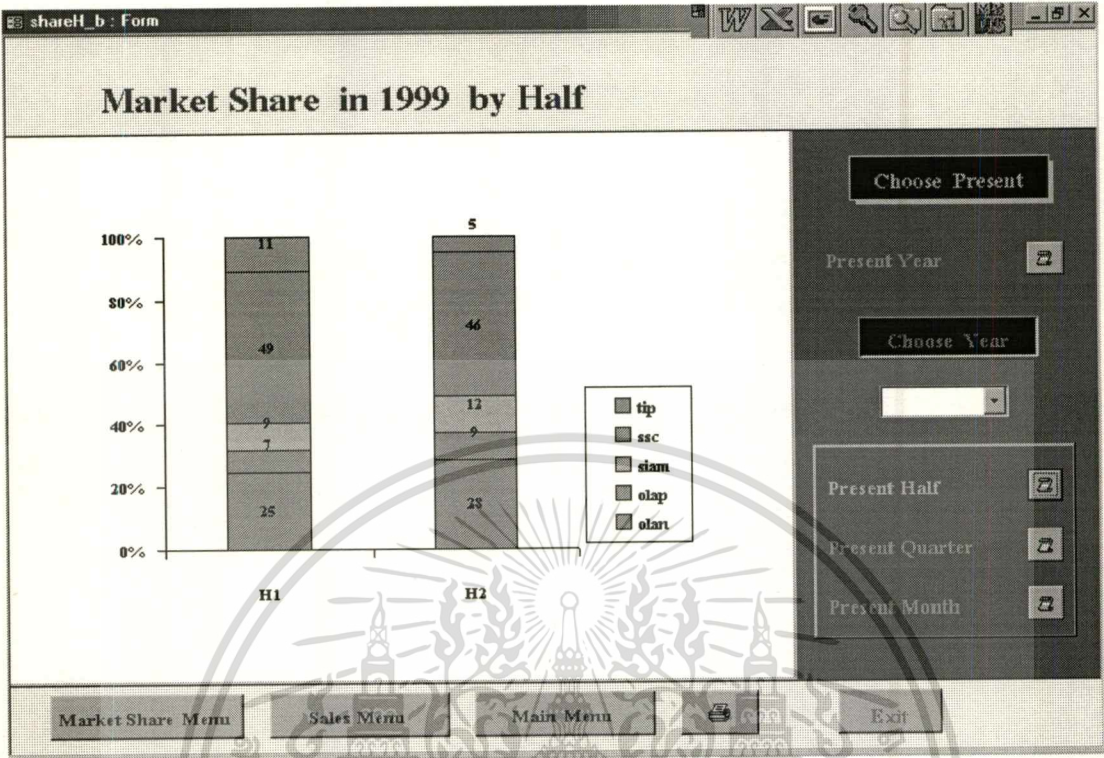 shareH_b : Form
Market Share in 1999 by Half
Choose Present
Present Year
Choose Year
Present Half
Present Quarter
Present Month
100%
80%
60%
40%
20%
0%
11
49
9
7
25
5
46
12
9
28
H1
H2
tip
ssc
siam
olap
olan
Market Share Menu
Sales Menu
Main Menu
Exit